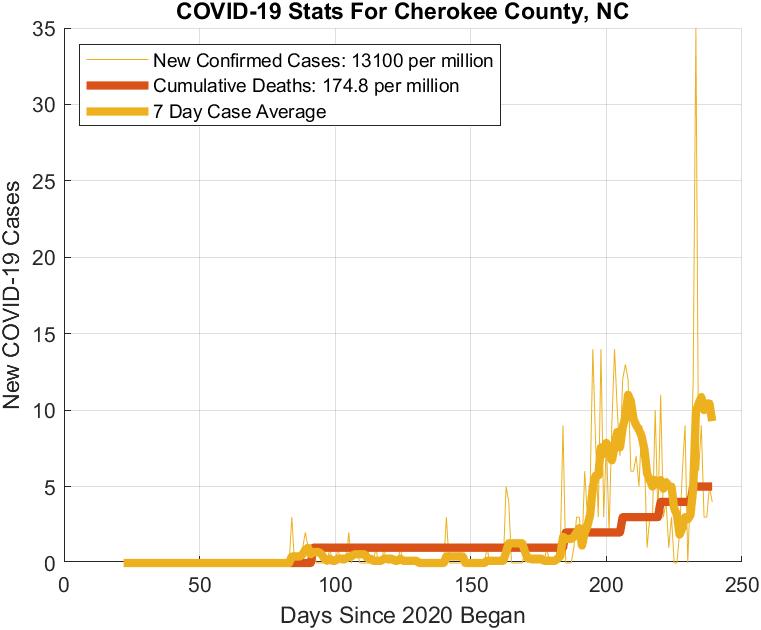 COVID-19 Stats For Cherokee County, NC
35
New Confirmed Cases: 13100 per million
Cumulative Deaths: 174.8 per million
7 Day Case Average
30
25
20
15
10
5
0
New COVID-19 Cases
0 50 100 150 200 250
Days Since 2020 Began